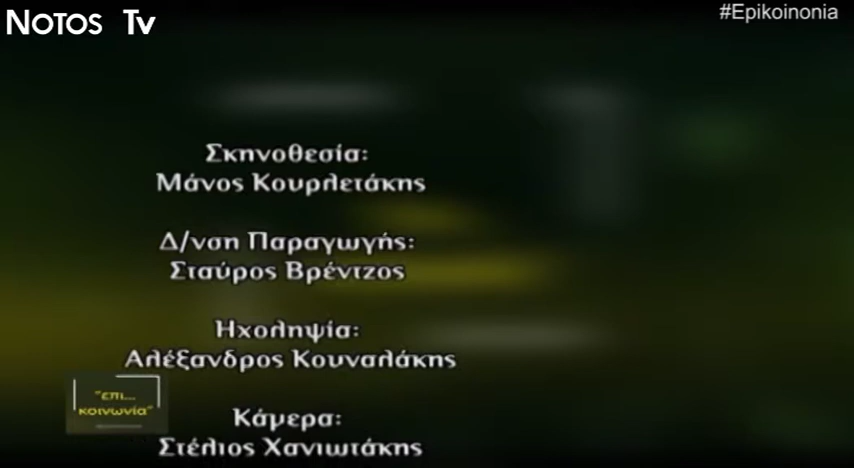 NOTOS TV
#Epikoinonia
Σκηνοθεσία:
Μάνος Κουρλετάκης
Δ/νση Παραγωγής:
Σταύρος Βρέντζος
Ηχοληψία:
Αλέξανδρος Κουναλάκης
"επι...
κοινωνία"
Κάμερα:
Στέλιος Χανιωτάκης